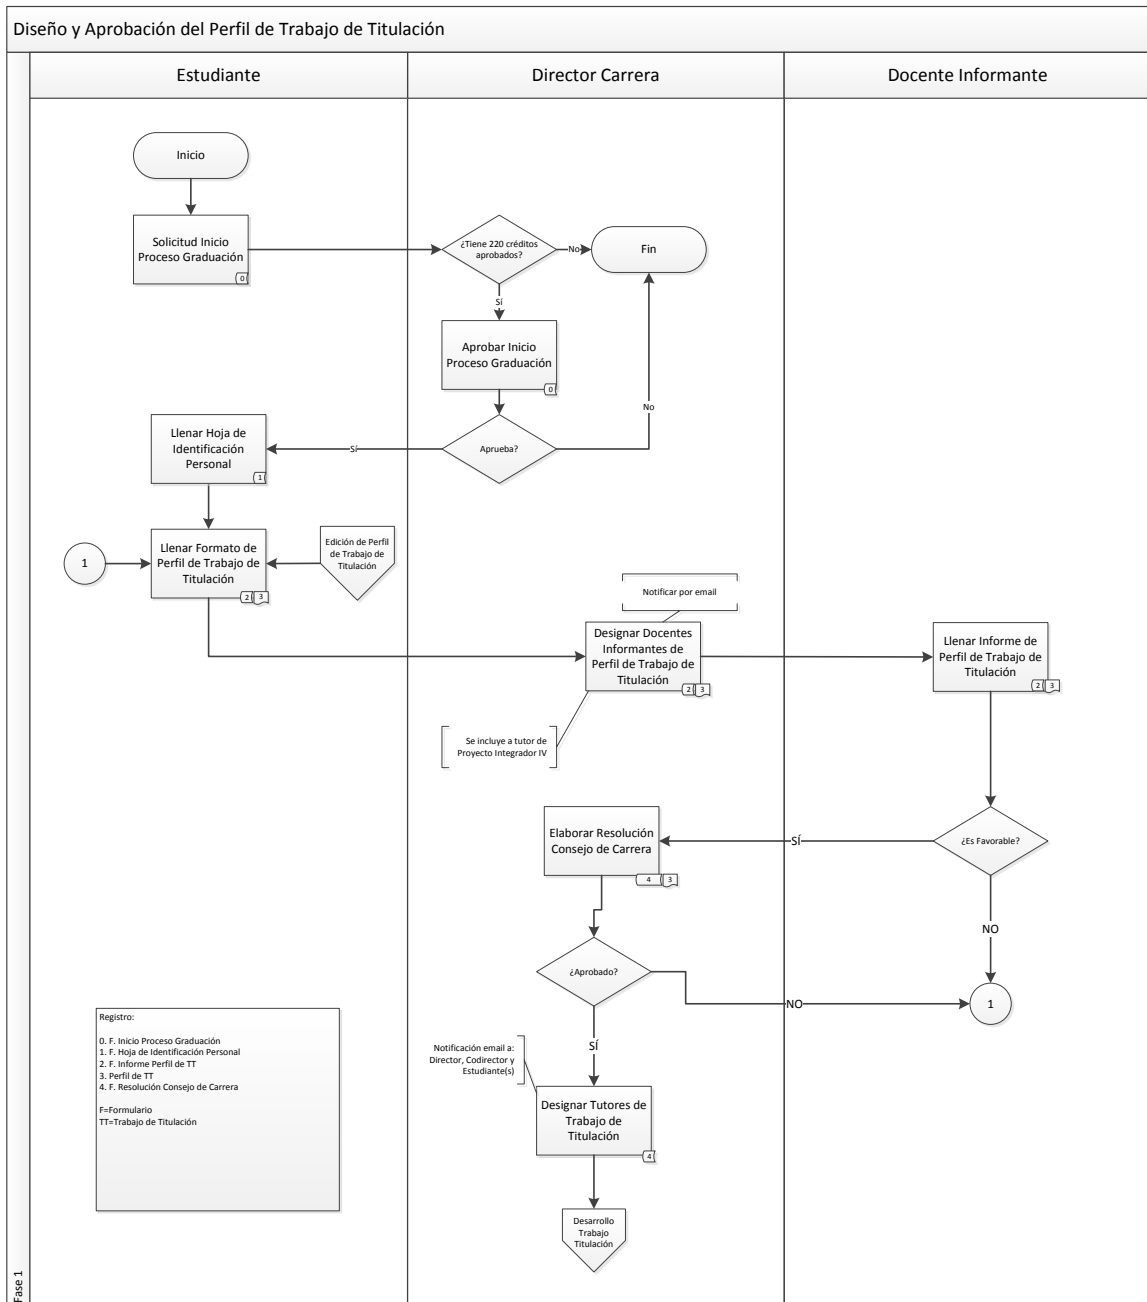 Diseño y Aprobación del Perfil de Trabajo de Titulación
Estudiante
Director Carrera
Docente Informante
Inicio
Solicitud Inicio
Proceso Graduación
0
¿Tiene 220 créditos
aprobados?
No
Fin
Sí
Aprobar Inicio
Proceso Graduación
0
No
Aprueba?
Sí
Llenar Hoja de
Identificación
Personal
1
1
Llenar Formato de
Perfil de Trabajo de
Titulación
2
3
Edición de Perfil
de Trabajo de
Titulación
Notificar por email
Designar Docentes
Informantes de
Perfil de Trabajo de
Titulación
2
3
Se incluye a tutor de
Proyecto Integrador IV
Llenar Informe de
Perfil de Trabajo de
Titulación
2
3
¿Es Favorable?
SÍ
NO
1
Elaborar Resolución
Consejo de Carrera
4
3
¿Aprobado?
NO
SÍ
Notificación email a:
Director, Codirector y
Estudiante(s)
Designar Tutores de
Trabajo de
Titulación
4
Desarrollo
Trabajo
Titulación
Registro:
0. F. Inicio Proceso Graduación
1. F. Hoja de Identificación Personal
2. F. Informe Perfil de TT
3. Perfil de TT
4. F. Resolución Consejo de Carrera
F=Formulario
TT=Trabajo de Titulación
Fase 1